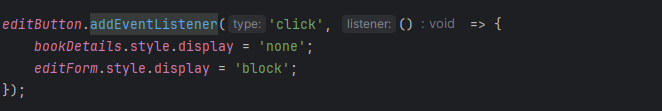 editButton.addEventListener( type: 'click', listener: () : void => {
    bookDetails.style.display = 'none';
    editForm.style.display = 'block';
});